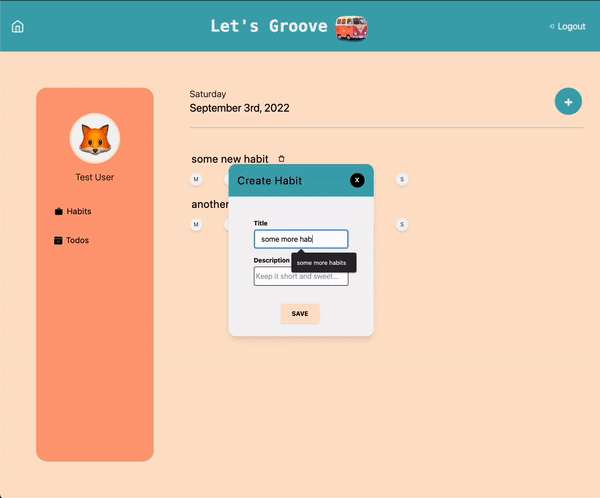 Let's Groove
Logout
Saturday
September 3rd, 2022
+
Test User
Habits
Todos
some new habit
M
S
another
M
S
Create Habit
X
Title
some more hab
some more habits
Description
Keep it short and sweet...
SAVE